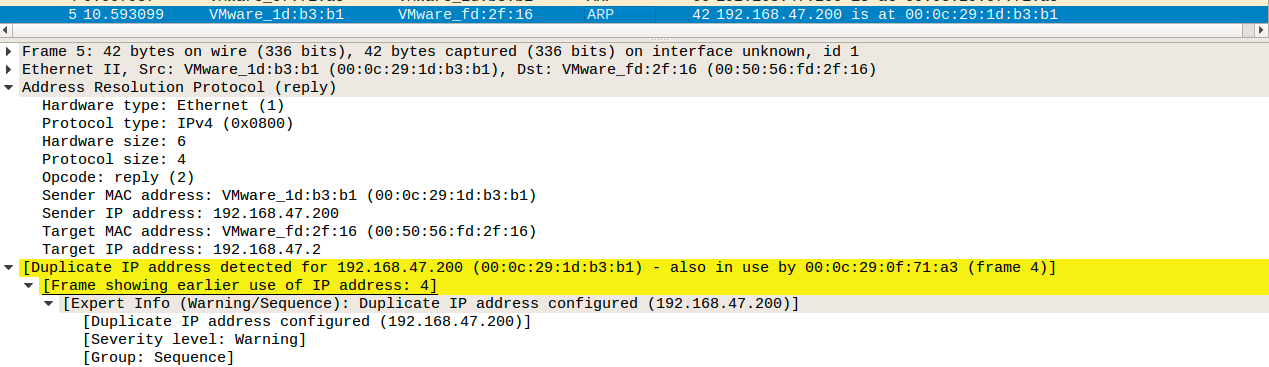 5 10.593099 VMware_1d:b3:b1 VMware_fd:2f:16 ARP 42 192.168.47.200 is at 00:0c:29:1d:b3:b1
Frame 5: 42 bytes on wire (336 bits), 42 bytes captured (336 bits) on interface unknown, id 1
Ethernet II, Src: VMware_1d:b3:b1 (00:0c:29:1d:b3:b1), Dst: VMware_fd:2f:16 (00:50:56:fd:2f:16)
Address Resolution Protocol (reply)
Hardware type: Ethernet (1)
Protocol type: IPv4 (0x0800)
Hardware size: 6
Protocol size: 4
Opcode: reply (2)
Sender MAC address: VMware_1d:b3:b1 (00:0c:29:1d:b3:b1)
Sender IP address: 192.168.47.200
Target MAC address: VMware_fd:2f:16 (00:50:56:fd:2f:16)
Target IP address: 192.168.47.2
[Duplicate IP address detected for 192.168.47.200 (00:0c:29:1d:b3:b1) - also in use by 00:0c:29:0f:71:a3 (frame 4)]
[Frame showing earlier use of IP address: 4]
[Expert Info (Warning/Sequence): Duplicate IP address configured (192.168.47.200)]
[Duplicate IP address configured (192.168.47.200)]
[Severity level: Warning]
[Group: Sequence]